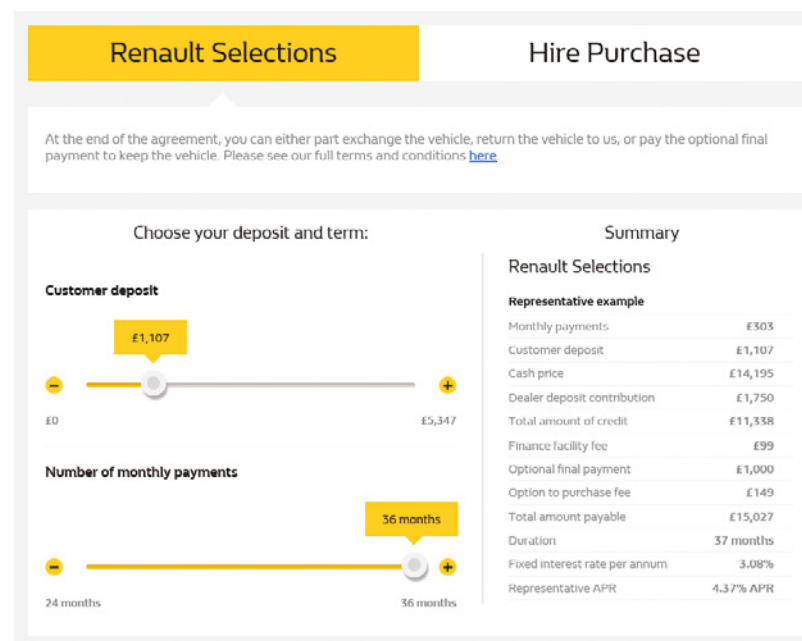 Renault Selections
Hire Purchase
At the end of the agreement, you can either part exchange the vehicle, return the vehicle to us, or pay the optional final
payment to keep the vehicle. Please see our full terms and conditions here
Choose your deposit and term:
Customer deposit
£1,107
£0 £5,347
Number of monthly payments
36 months
24 months 36 months
Summary
Renault Selections
Representative example
Monthly payments £303
Customer deposit £1,107
Cash price £14,195
Dealer deposit contribution £1,750
Total amount of credit £11,338
Finance facility fee £99
Optional final payment £1,000
Option to purchase fee £149
Total amount payable £15,027
Duration 37 months
Fixed interest rate per annum 3.08%
Representative APR 4.37% APR